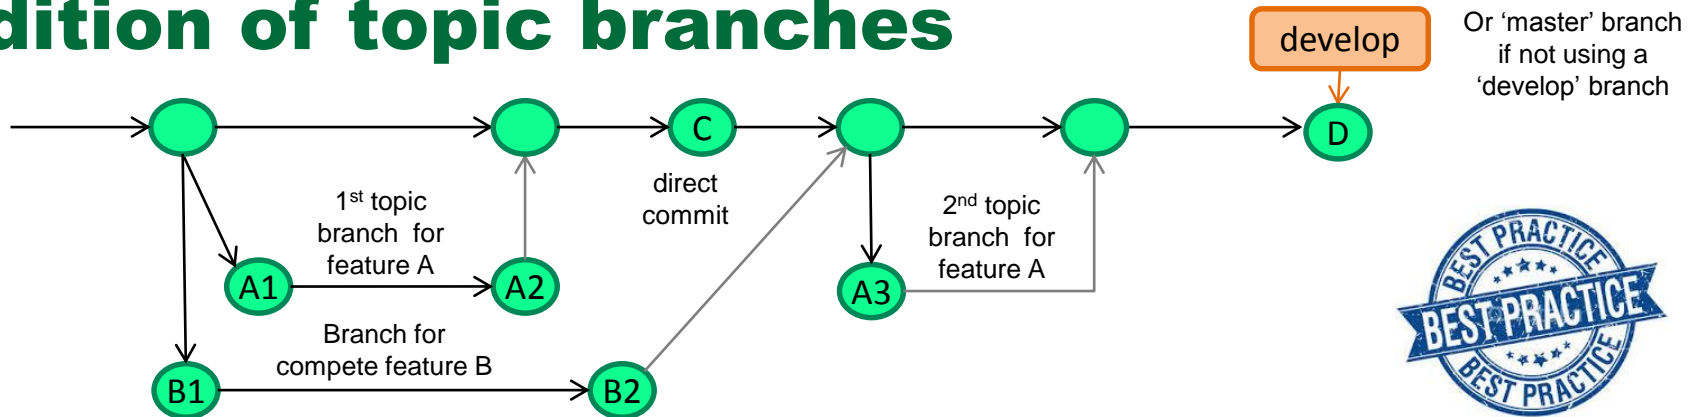 dition of topic branches
develop
Or ‘master’ branch
if not using a
‘develop’ branch
C
D
direct
commit
1st topic
branch for
feature A
2nd topic
branch for
feature A
A1
A2
A3
Branch for
compete feature B
B1
B2
BEST PRACTICE
BEST PRACTICE
BEST PRACTICE